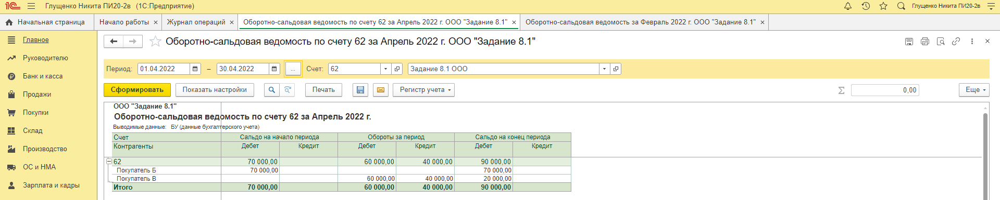 1С Глущенко Никита ПИ20-2в (1С:Предприятие) Глущенко Никита ПИ20-2в
Начальная страница Начало работы × Журнал операций × Оборотно-сальдовая ведомость по счету 62 за Апрель 2022 г. ООО "Задание 8.1" × Оборотно-сальдовая ведомость за Февраль 2022 г. ООО "Задание 8.1" ×
Главное
Руководителю
Банк и касса
Продажи
Покупки
Склад
Производство
ОС и НМА
Зарплата и кадры
Оборотно-сальдовая ведомость по счету 62 за Апрель 2022 г. ООО "Задание 8.1"
Период: 01.04.2022 – 30.04.2022 ... Счет: 62 Задание 8.1 ООО
Сформировать Показать настройки Печать Регистр учета Σ 0,00 Еще
ООО "Задание 8.1"
Оборотно-сальдовая ведомость по счету 62 за Апрель 2022 г.
Выводимые данные: БУ (данные бухгалтерского учета)
Счет Сальдо на начало периода Обороты за период Сальдо на конец периода
Контрагенты Дебет Кредит Дебет Кредит Дебет Кредит
62 70 000,00 60 000,00 40 000,00 90 000,00
Покупатель Б 70 000,00 70 000,00
Покупатель В 60 000,00 40 000,00 20 000,00
Итого 70 000,00 60 000,00 40 000,00 90 000,00